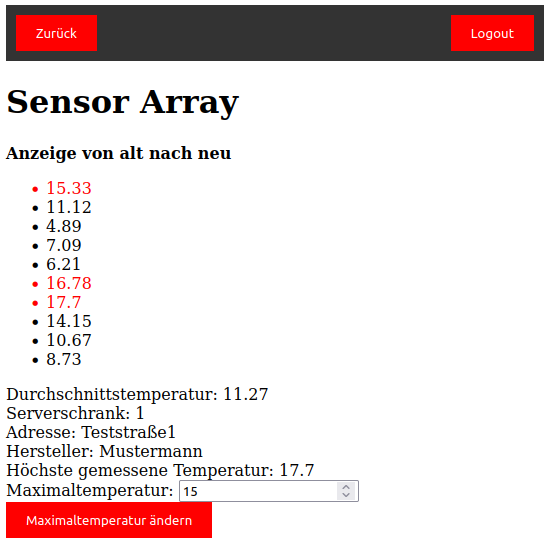 Zurück Logout
Sensor Array
Anzeige von alt nach neu
15.33
11.12
4.89
7.09
6.21
16.78
17.7
14.15
10.67
8.73
Durchschnittstemperatur: 11.27
Serverschrank: 1
Adresse: Teststraße1
Hersteller: Mustermann
Höchste gemessene Temperatur: 17.7
Maximaltemperatur: 15
Maximaltemperatur ändern